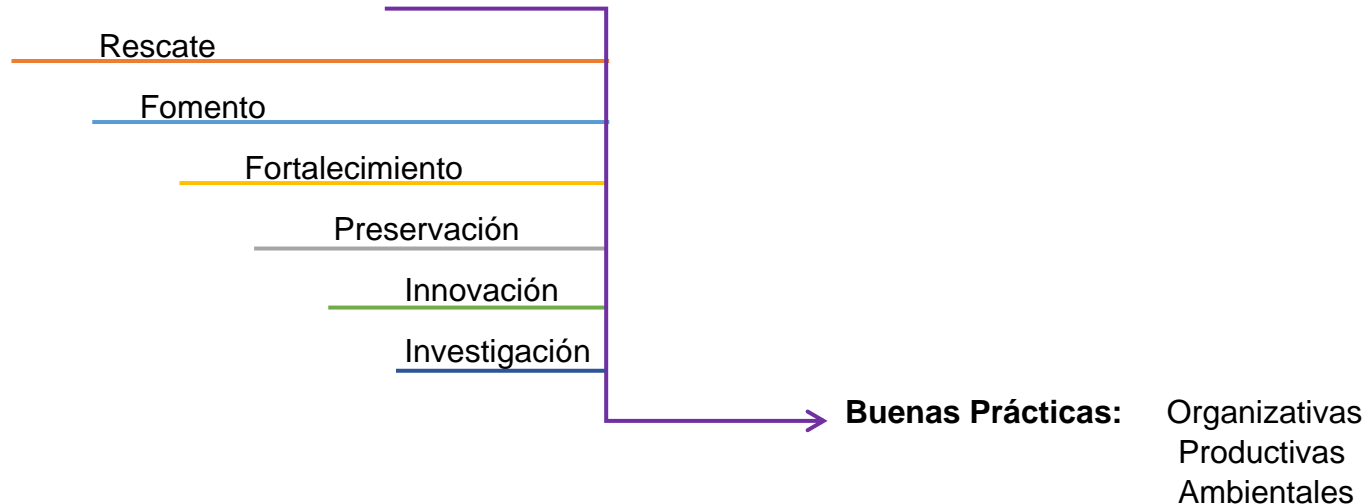 Rescate
Fomento
Fortalecimiento
Preservación
Innovación
Investigación
Buenas Prácticas: Organizativas
Productivas
Ambientales